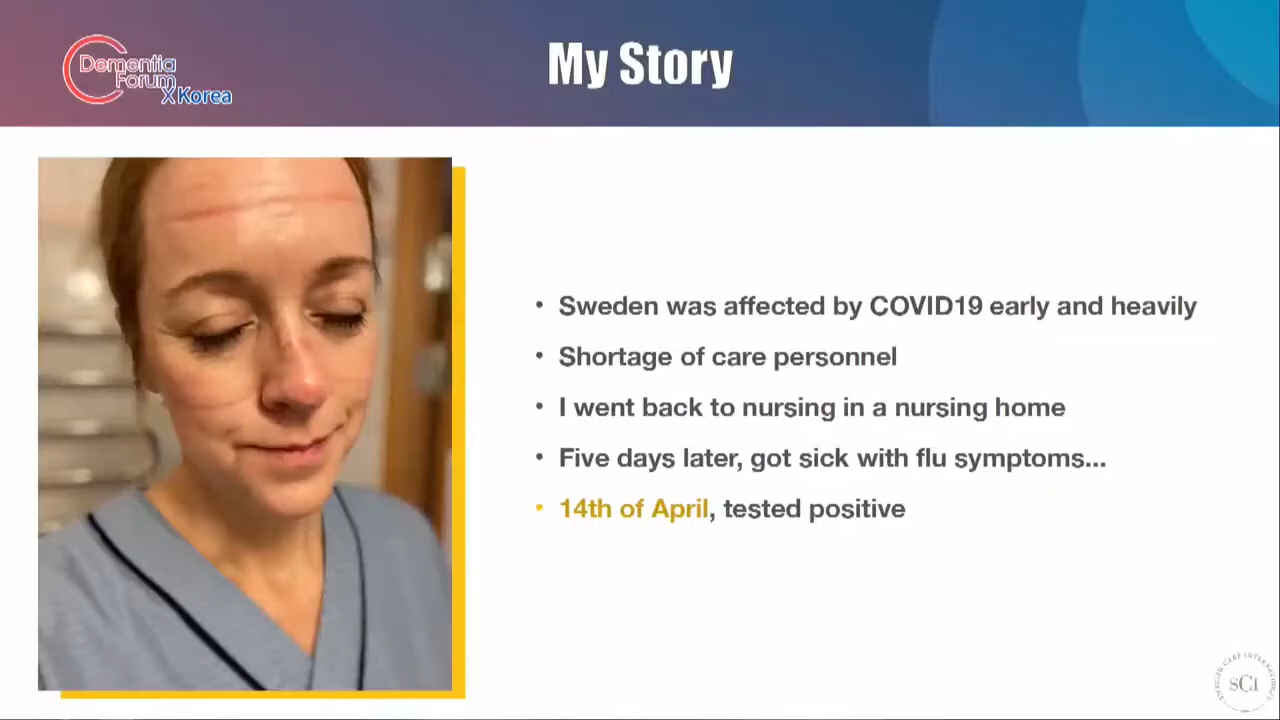 Dementia
Forum
X Korea
My Story
• Sweden was affected by COVID19 early and heavily
• Shortage of care personnel
• I went back to nursing in a nursing home
• Five days later, got sick with flu symptoms...
• 14th of April, tested positive
SCI